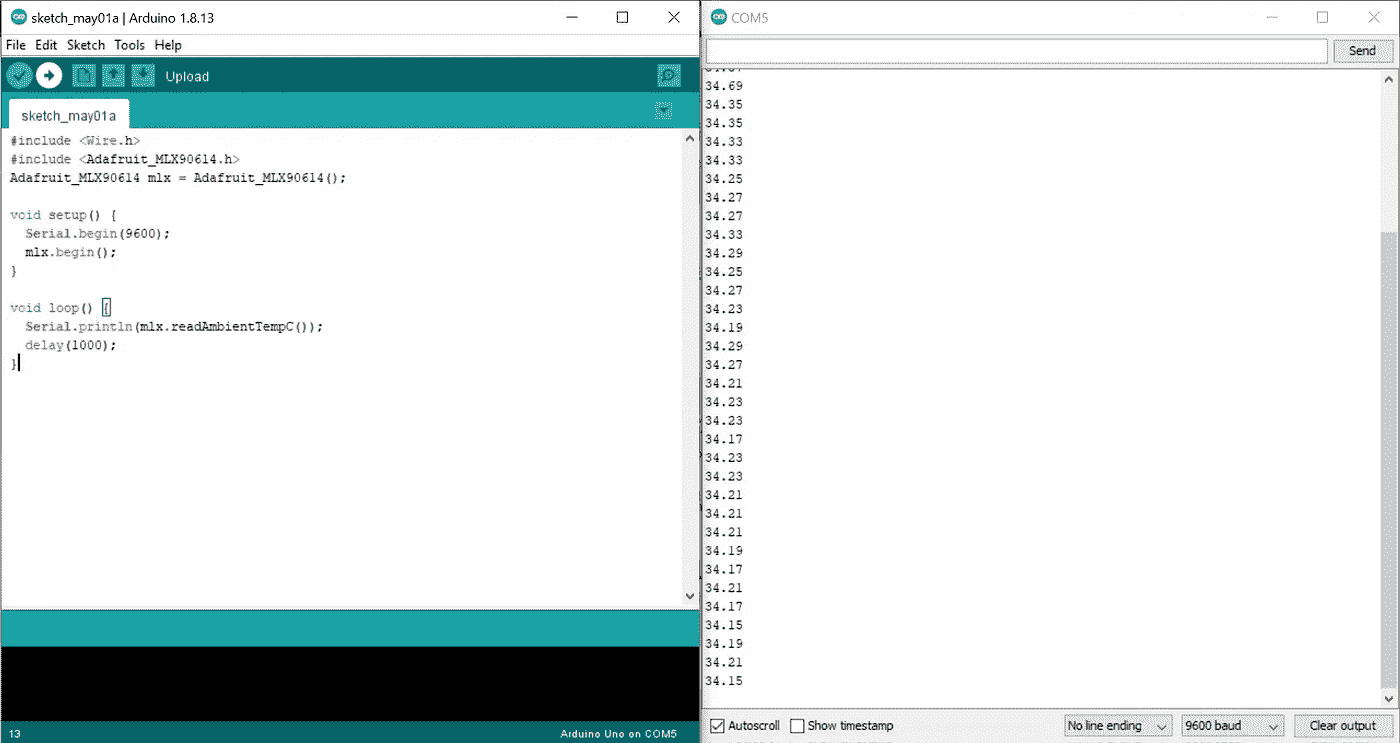 sketch_may01a | Arduino 1.8.13
File Edit Sketch Tools Help
Upload
sketch_may01a
#include <Wire.h>
#include <Adafruit_MLX90614.h>
Adafruit_MLX90614 mlx = Adafruit_MLX90614();
void setup() {
  Serial.begin(9600);
  mlx.begin();
}
void loop() {
  Serial.println(mlx.readAmbientTempC());
  delay(1000);
}
13
Arduino Uno on COM5
COM5
Send
34.69
34.35
34.35
34.33
34.33
34.25
34.27
34.27
34.33
34.29
34.25
34.27
34.23
34.19
34.29
34.27
34.21
34.23
34.23
34.17
34.23
34.23
34.21
34.21
34.21
34.19
34.17
34.21
34.17
34.15
34.19
34.21
34.15
Autoscroll Show timestamp
No line ending
9600 baud
Clear output